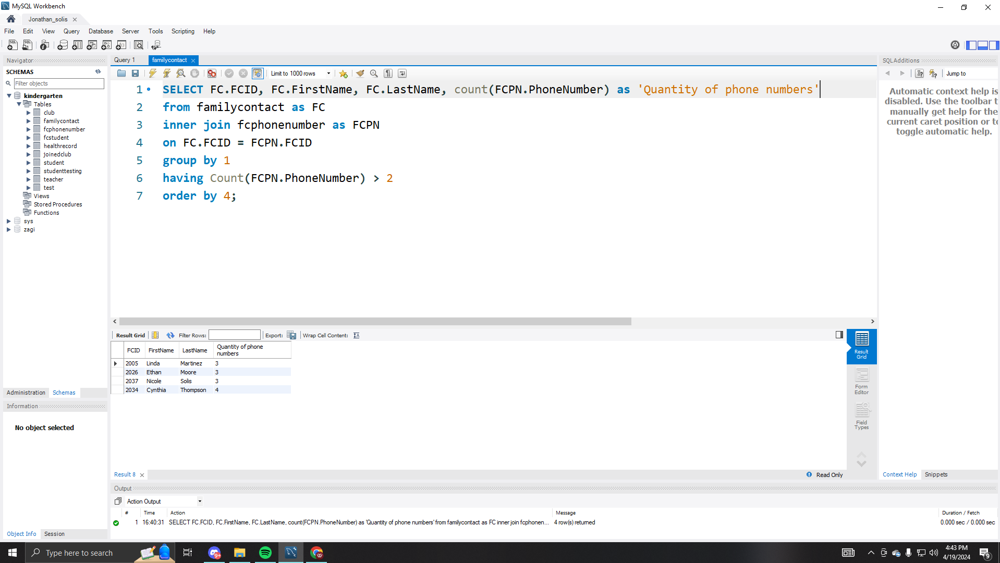 MySQL Workbench
Jonathan_solis
File Edit View Query Database Server Tools Scripting Help
Navigator
SCHEMAS
Filter objects
kindergarten
Tables
club
familycontact
fcphonenumber
fcstudent
healthrecord
joinedclub
student
studenttesting
teacher
test
Views
Stored Procedures
Functions
sys
zagi
Administration Schemas
Information
No object selected
Object Info Session
Query 1 familycontact
Limit to 1000 rows
1 SELECT FC.FCID, FC.FirstName, FC.LastName, count(FCPN.PhoneNumber) as 'Quantity of phone numbers'
2 from familycontact as FC
3 inner join fcphonenumber as FCPN
4 on FC.FCID = FCPN.FCID
5 group by 1
6 having Count(FCPN.PhoneNumber) > 2
7 order by 4;
Result Grid Filter Rows: Export: Wrap Cell Content:
FCID FirstName LastName Quantity of phone numbers
2005 Linda Martinez 3
2026 Ethan Moore 3
2037 Nicole Solis 3
2034 Cynthia Thompson 4
Result Grid
Form Editor
Field Types
Result 8 Read Only
SQLAdditions
Jump to
Automatic context help is
disabled. Use the toolbar t
manually get help for the
current caret position or to
toggle automatic help.
Context Help Snippets
Output
Action Output
# Time Action Message Duration / Fetch
1 16:40:31 SELECT FC.FCID, FC.FirstName, FC.LastName, count(FCPN.PhoneNumber) as 'Quantity of phone numbers' from familycontact as FC inner join fcphonen... 4 row(s) returned 0.000 sec / 0.000 sec
Type here to search
9+
4:43 PM
4/19/2024
9